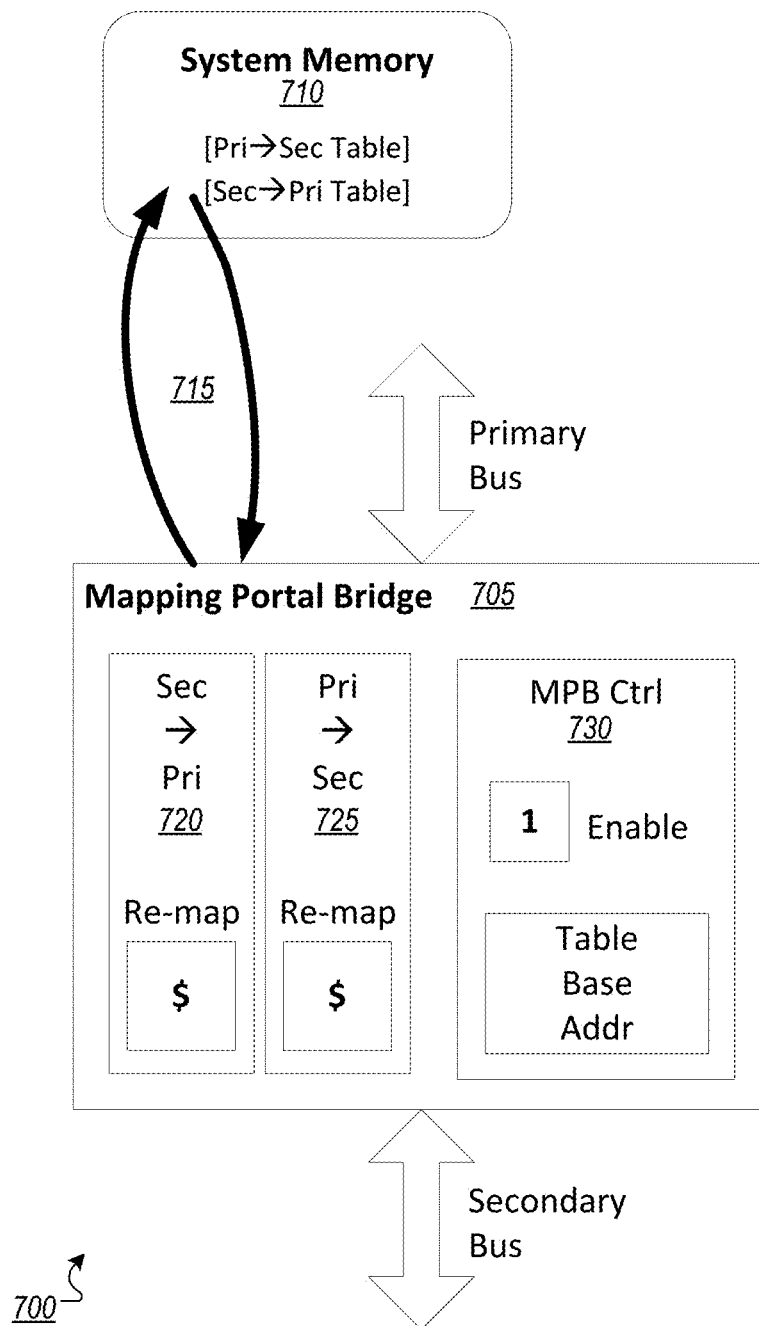 System Memory
710
[Pri→Sec Table]
[Sec→Pri Table]
715
Primary
Bus
Mapping Portal Bridge 705
Sec
→
Pri
720
Re-map
$
Pri
→
Sec
725
Re-map
$
MPB Ctrl
730
1 Enable
Table
Base
Addr
Secondary
Bus
700